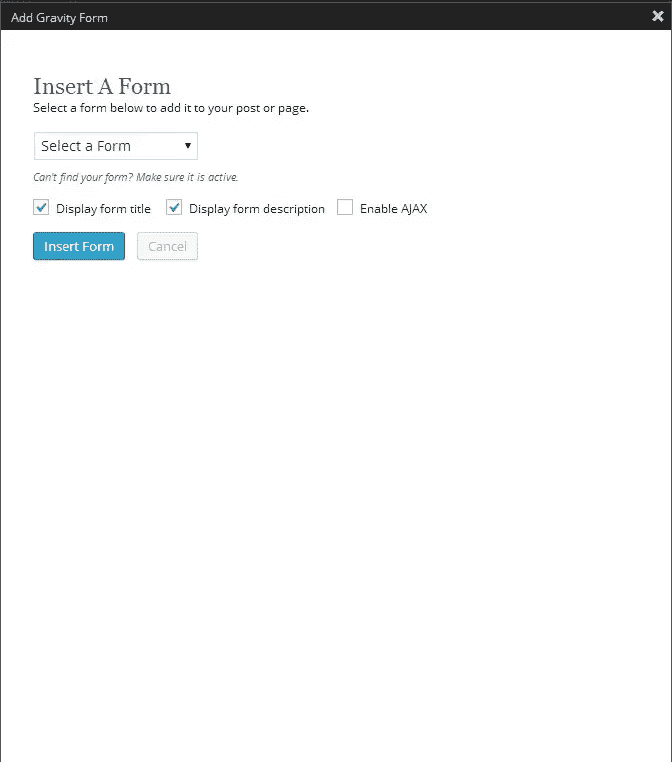 Add Gravity Form
Insert A Form
Select a form below to add it to your post or page.
Select a Form
Can't find your form? Make sure it is active.
Display form title Display form description Enable AJAX
Insert Form Cancel